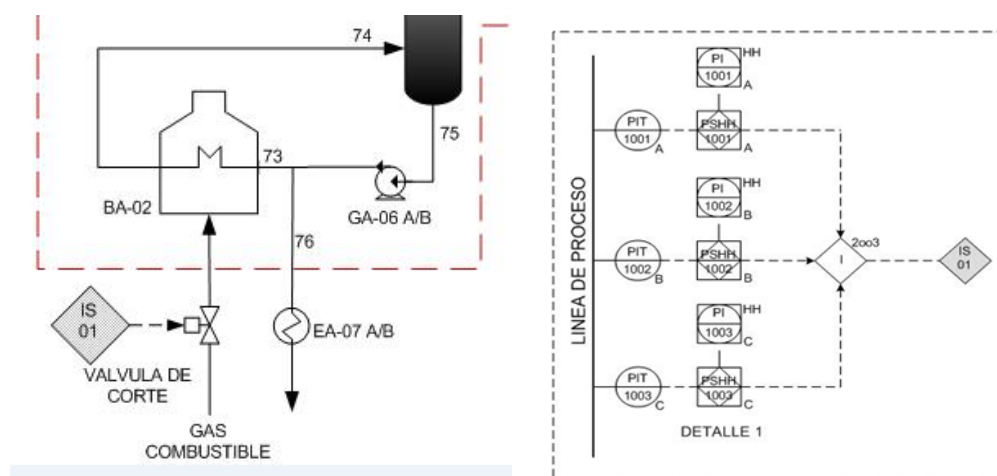 74
75
73
BA-02
GA-06 A/B
76
IS
01
EA-07 A/B
VALVULA DE
CORTE
GAS
COMBUSTIBLE
LINEA DE PROCESO
PI
1001
HH
A
PIT
1001
A
PSHH
1001
A
PI
1002
HH
B
PIT
1002
B
PSHH
1002
B
2oo3
I
IS
01
PI
1003
HH
C
PIT
1003
C
PSHH
1003
C
DETALLE 1